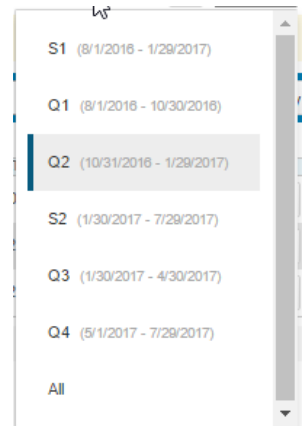 S1 (8/1/2016 - 1/29/2017)
Q1 (8/1/2016 - 10/30/2016)
Q2 (10/31/2016 - 1/29/2017)
S2 (1/30/2017 - 7/29/2017)
Q3 (1/30/2017 - 4/30/2017)
Q4 (5/1/2017 - 7/29/2017)
All